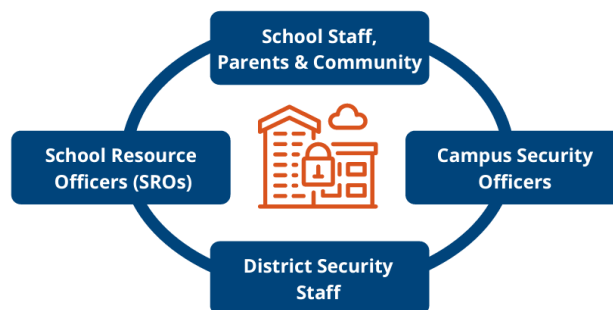 School Staff,
Parents & Community
School Resource
Officers (SROs)
Campus Security
Officers
District Security
Staff